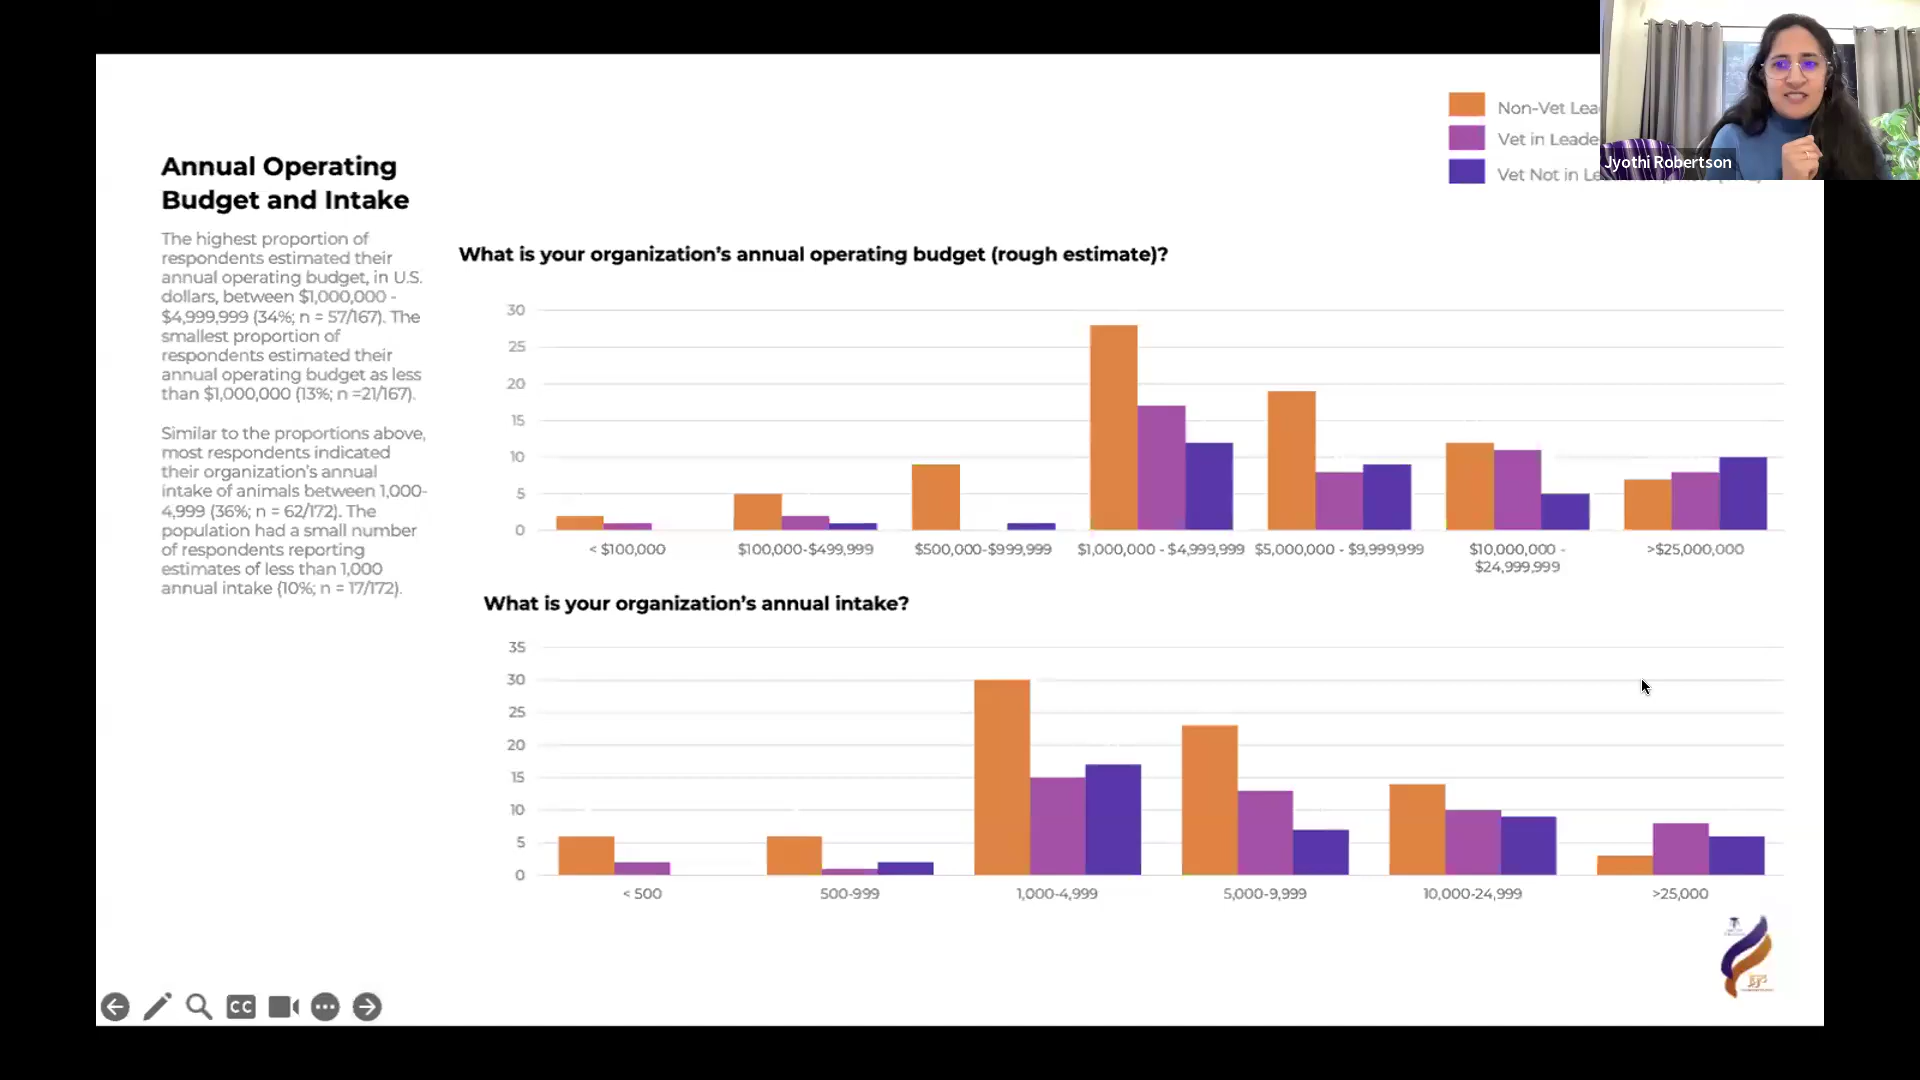 Non-Vet
Vet in
Vet Not in
Jyothi Robertson
Annual Operating
Budget and Intake
The highest proportion of
respondents estimated their
annual operating budget, in U.S.
dollars, between $1,000,000 -
$4,999,999 (34%; n = 57/167). The
smallest proportion of
respondents estimated their
annual operating budget as less
than $1,000,000 (13%; n =21/167).
Similar to the proportions above,
most respondents indicated
their organization's annual
intake of animals between 1,000-
4,999 (36%; n = 62/172). The
population had a small number
of respondents reporting
estimates of less than 1,000
annual intake (10%; n = 17/172).
What is your organization's annual operating budget (rough estimate)?
30
25
20
15
10
5
0
< $100,000 $100,000-$499,999 $500,000-$999,999 $1,000,000 - $4,999,999 $5,000,000 - $9,999,999 $10,000,000 - >$25,000,000
$24,999,999
What is your organization's annual intake?
35
30
25
20
15
10
5
0
< 500 500-999 1,000-4,999 5,000-9,999 10,000-24,999 >25,000
CC